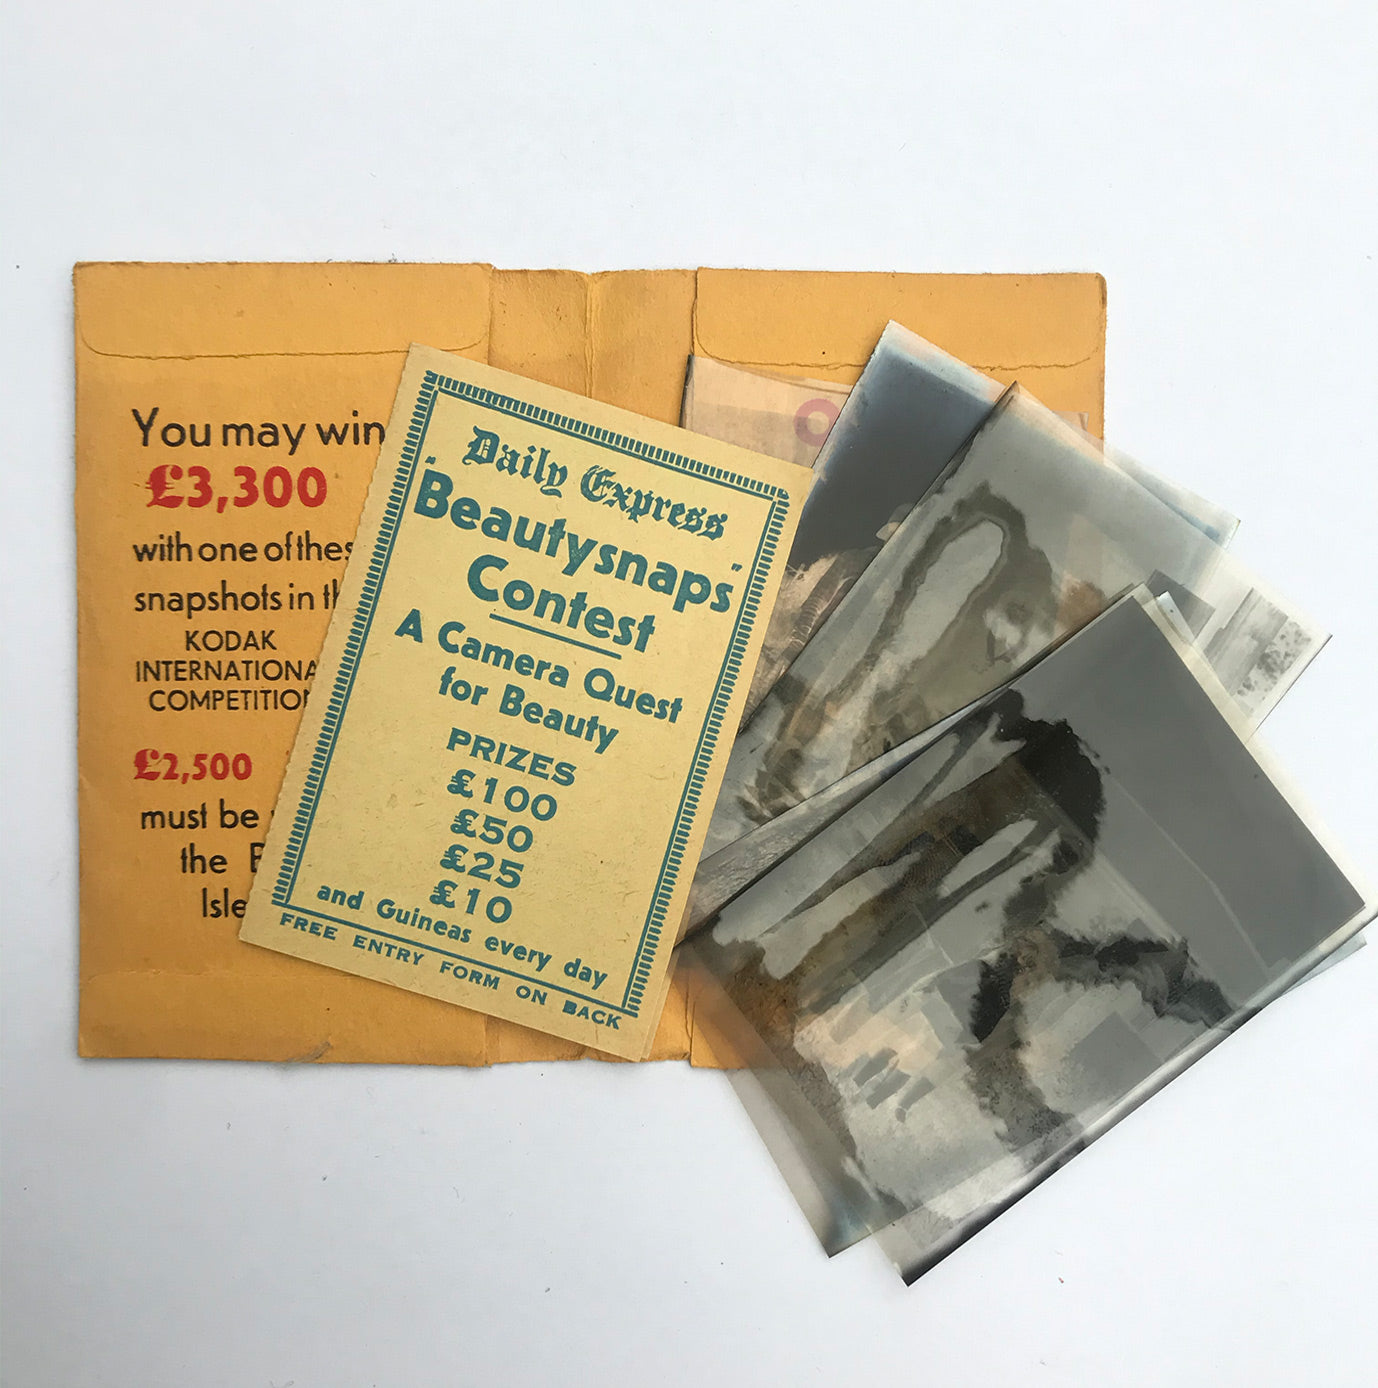 You may win
£3,300
with one of thes
snapshots in th
KODAK
INTERNATIONA
COMPETITION
£2,500
must be
the B
Isle
Daily Express
"Beautysnaps"
Contest
A Camera Quest
for Beauty
PRIZES
£100
£50
£25
£10
and Guineas every day
FREE ENTRY FORM ON BACK